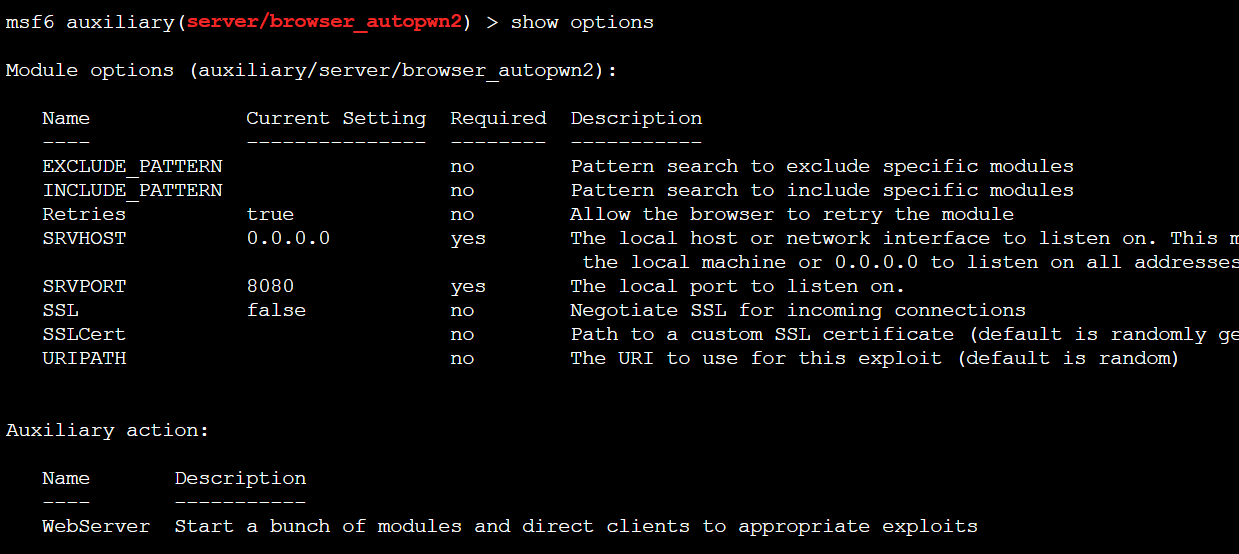 msf6 auxiliary(server/browser_autopwn2) > show options
Module options (auxiliary/server/browser_autopwn2):
Name Current Setting Required Description
---- --------------- -------- -----------
EXCLUDE_PATTERN no Pattern search to exclude specific modules
INCLUDE_PATTERN no Pattern search to include specific modules
Retries true no Allow the browser to retry the module
SRVHOST 0.0.0.0 yes The local host or network interface to listen on. This m
the local machine or 0.0.0.0 to listen on all addresses
SRVPORT 8080 yes The local port to listen on.
SSL false no Negotiate SSL for incoming connections
SSLCert no Path to a custom SSL certificate (default is randomly ge
URIPATH no The URI to use for this exploit (default is random)
Auxiliary action:
Name Description
---- -----------
WebServer Start a bunch of modules and direct clients to appropriate exploits